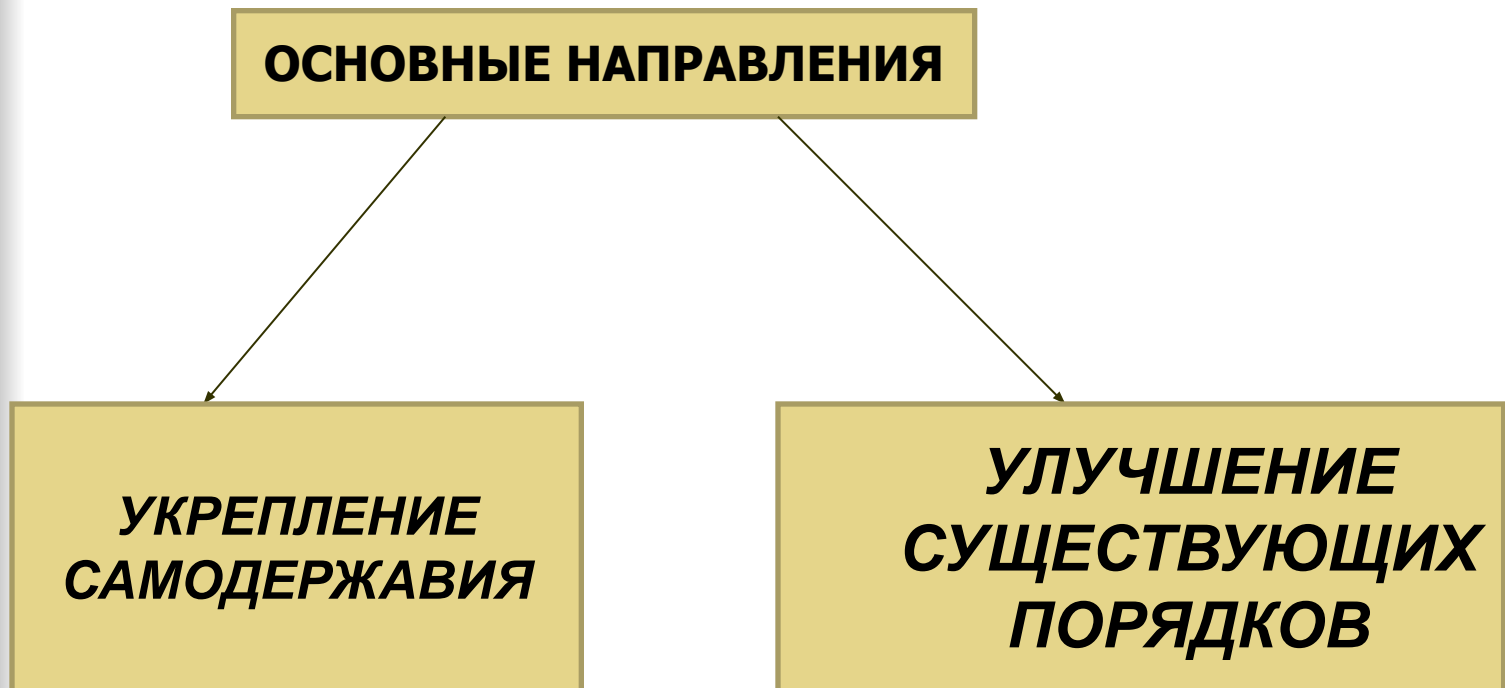 ОСНОВНЫЕ НАПРАВЛЕНИЯ
УКРЕПЛЕНИЕ
САМОДЕРЖАВИЯ
УЛУЧШЕНИЕ
СУЩЕСТВУЮЩИХ
ПОРЯДКОВ